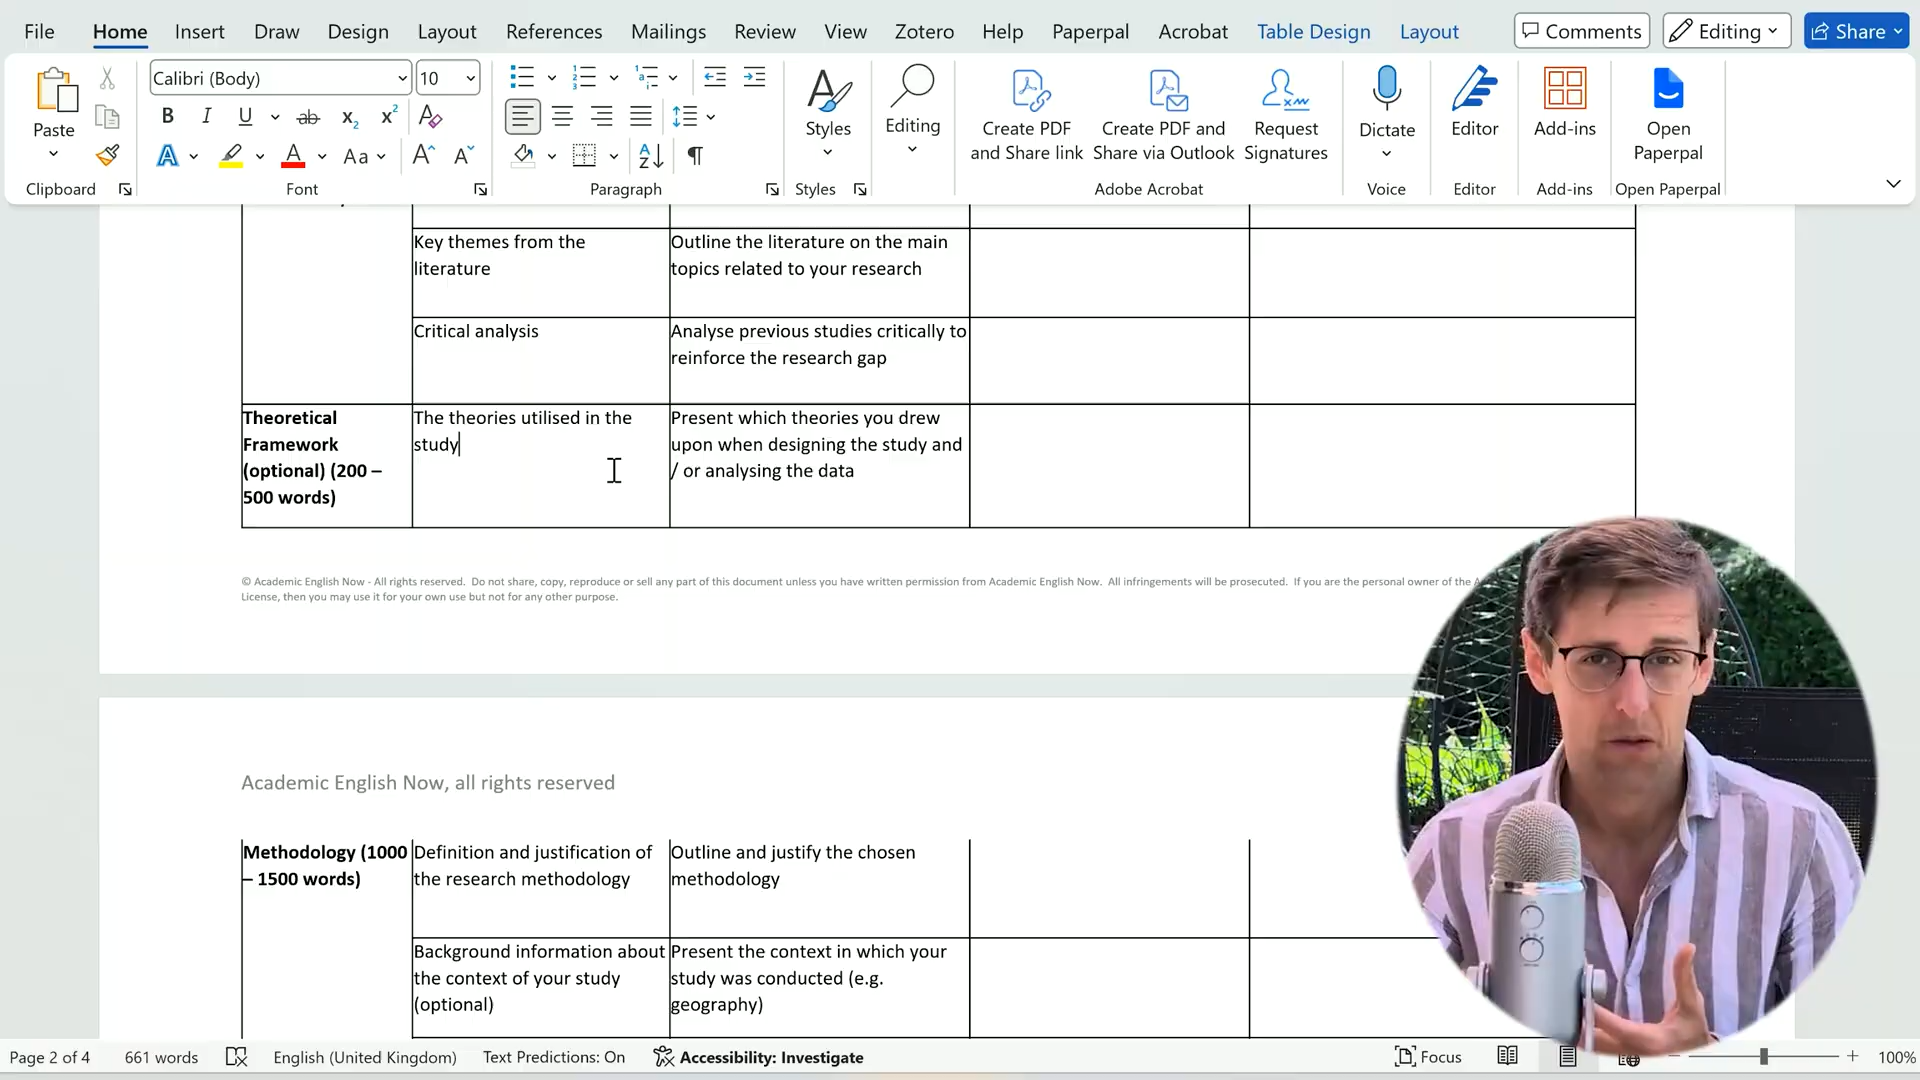 File Home Insert Draw Design Layout References Mailings Review View Zotero Help Paperpal Acrobat Table Design Layout Comments Editing Share
Calibri (Body) 10
Paste
Styles
Editing
Create PDF
and Share link
Create PDF and
Share via Outlook
Request
Signatures
Dictate
Editor
Add-ins
Open
Paperpal
Clipboard Font Paragraph Styles Adobe Acrobat Voice Editor Add-ins Open Paperpal
Key themes from the
literature
Outline the literature on the main
topics related to your research
Critical analysis
Analyse previous studies critically to
reinforce the research gap
Theoretical
Framework
(optional) (200 –
500 words)
The theories utilised in the
study
Present which theories you drew
upon when designing the study and
/ or analysing the data
© Academic English Now - All rights reserved. Do not share, copy, reproduce or sell any part of this document unless you have written permission from Academic English Now. All infringements will be prosecuted. If you are the personal owner of the
License, then you may use it for your own use but not for any other purpose.
Academic English Now, all rights reserved
Methodology (1000
– 1500 words)
Definition and justification of
the research methodology
Outline and justify the chosen
methodology
Background information about
the context of your study
(optional)
Present the context in which your
study was conducted (e.g.
geography)
Page 2 of 4 661 words English (United Kingdom) Text Predictions: On Accessibility: Investigate Focus 100%